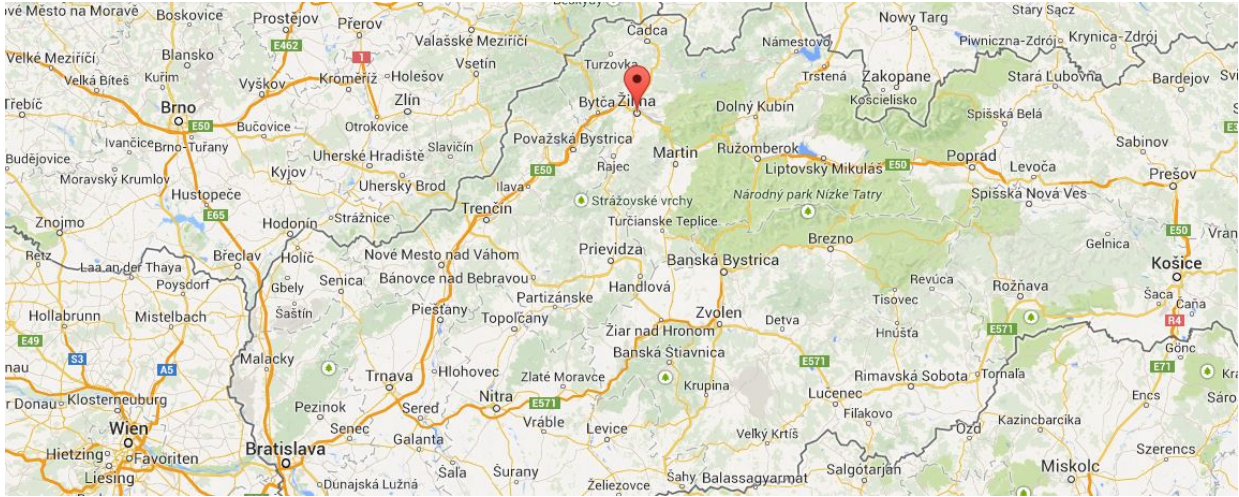 Nové Město na Moravě
Boskovice
Prostějov
Přerov
Valašské Meziříčí
Čadca
Námestovo
Nowy Targ
Stary Sącz
Piwniczna-Zdrój
Krynica-Zdrój
E462
1
Velké Meziříčí
Blansko
Velká Bíteš
Kuřim
Vyškov
Kroměříž
Holešov
Vsetín
Turzovka
Trstená
Zakopane
Stará Ľubovňa
Bardejov
Kościelisko
Třebíč
Brno
E50
Bučovice
Otrokovice
Zlín
Bytča
Žilina
Dolný Kubín
Spišská Belá
Ivančice
Brno-Tuřany
Slavičín
Považská Bystrica
Budějovice
Moravský Krumlov
Kyjov
Uherské Hradiště
Uherský Brod
E50
Rajec
Martin
Ružomberok
Liptovský Mikuláš
E50
Poprad
Levoča
Sabinov
Prešov
Hustopeče
Ilava
Strážovské vrchy
Národný park Nízke Tatry
Spišská Nová Ves
Znojmo
E65
Hodonín
Strážnice
Trenčín
Turčianske Teplice
E50
Retz
Laa an der Thaya
Poysdorf
Břeclav
Holíč
Nové Mesto nad Váhom
Prievidza
Banská Bystrica
Brezno
Gelnica
Košice
Gbely
Senica
Bánovce nad Bebravou
Handlová
Revúca
Rožňava
Hollabrunn
Mistelbach
Šaštín
Piešťany
Partizánske
Topoľčany
Žiar nad Hronom
Zvolen
Detva
Tisovec
Hnúšťa
E571
Šaca
Čaňa
R4
E49
S3
A5
Malacky
Banská Štiavnica
E571
Gönc
E71
Klosterneuburg
Trnava
Hlohovec
Zlaté Moravce
Krupina
Rimavská Sobota
Tornaľa
Pezinok
Sereď
Nitra
E571
Lučenec
Encs
Wien
Senec
Galanta
Vráble
Levice
Veľký Krtíš
Fiľakovo
Ózd
Kazincbarcika
Hietzing
Favoriten
Bratislava
Liesing
Šaľa
Šurany
Želiezovce
Šahy
Balassagyarmat
Salgótarján
Miskolc
Szerencs
Dunajská Lužná